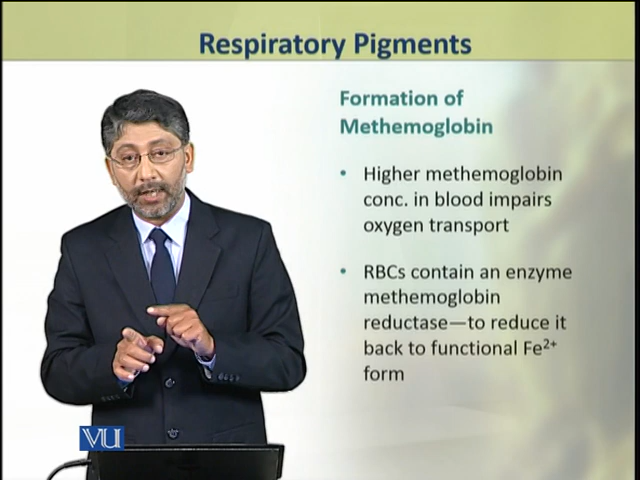 Respiratory Pigments
Formation of
Methemoglobin
• Higher methemoglobin
conc. in blood impairs
oxygen transport
• RBCs contain an enzyme
methemoglobin
reductase—to reduce it
back to functional Fe²⁺
form
VU